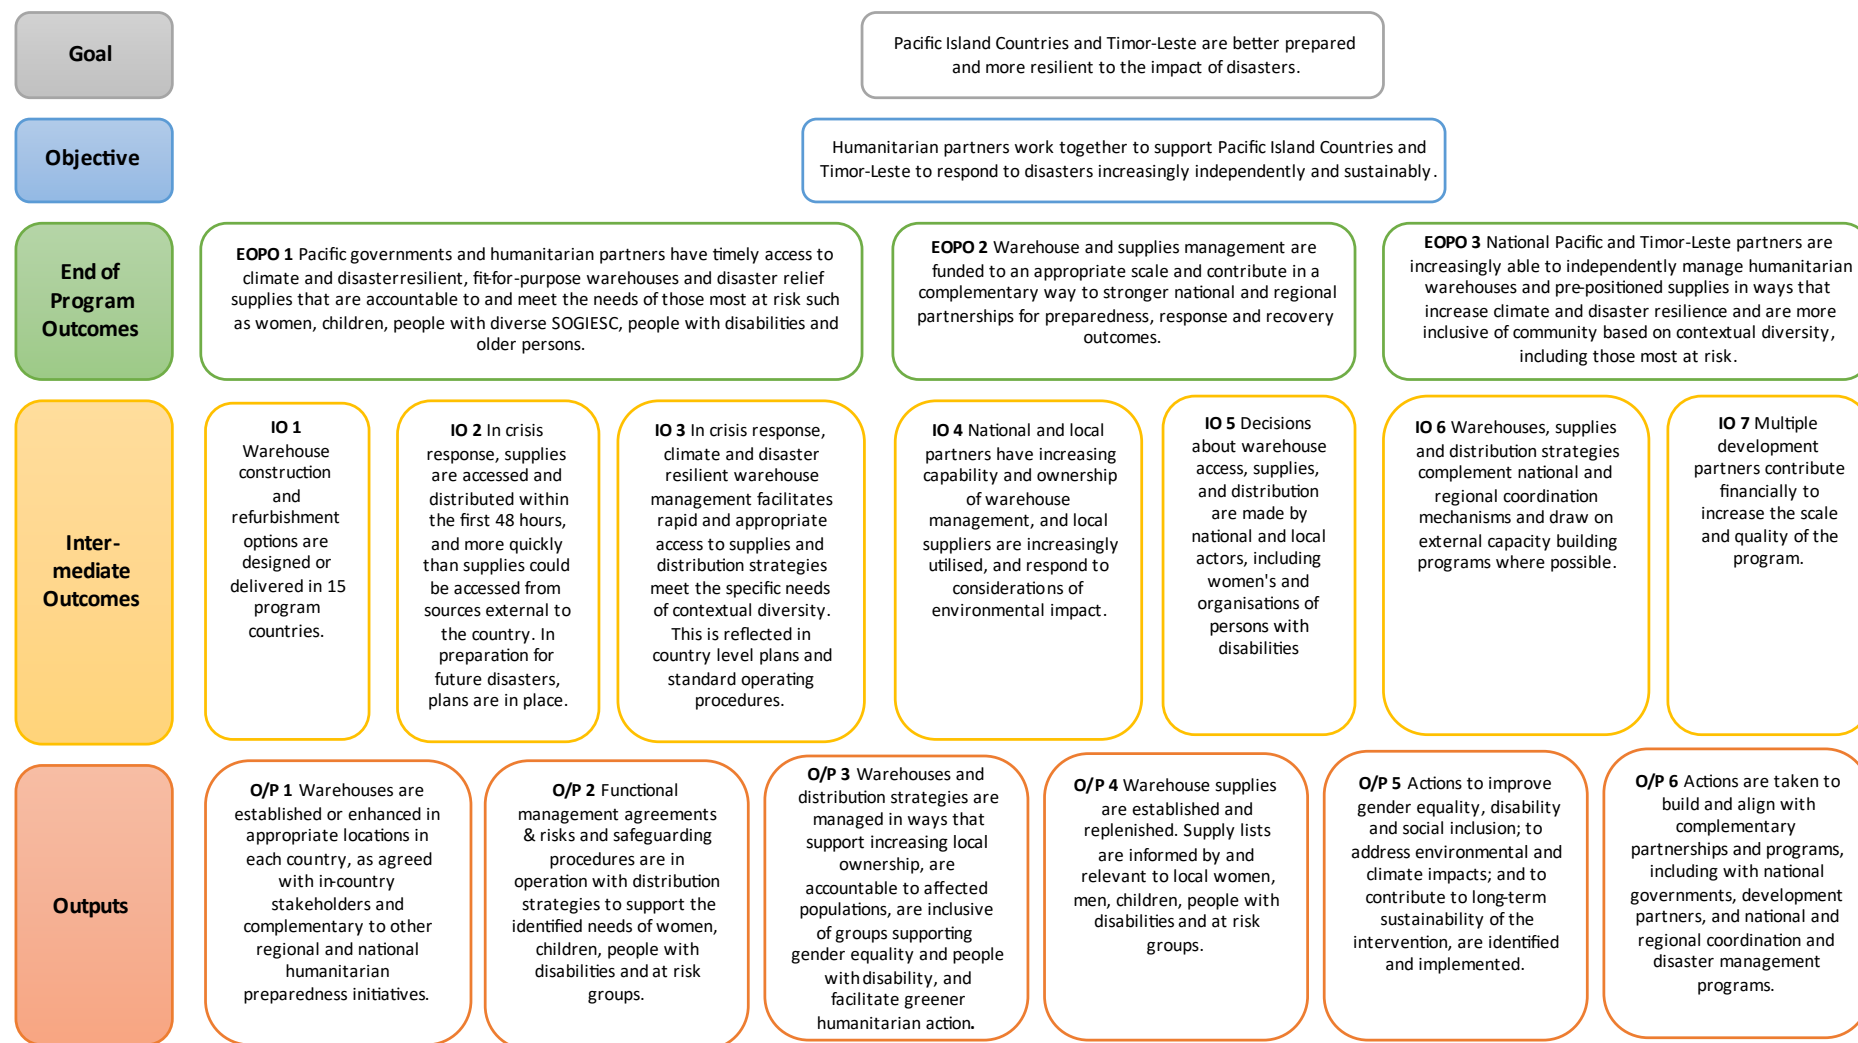 Goal
Pacific Island Countries and Timor-Leste are better prepared
and more resilient to the impact of disasters.
Objective
Humanitarian partners work together to support Pacific Island Countries and
Timor-Leste to respond to disasters increasingly independently and sustainably.
End of
Program
Outcomes
EOPO 1 Pacific governments and humanitarian partners have timely access to
climate and disasterresilient, fit-for-purpose warehouses and disaster relief
supplies that are accountable to and meet the needs of those most at risk such
as women, children, people with diverse SOGIESC, people with disabilities and
older persons.
EOPO 2 Warehouse and supplies management are
funded to an appropriate scale and contribute in a
complementary way to stronger national and regional
partnerships for preparedness, response and recovery
outcomes.
EOPO 3 National Pacific and Timor-Leste partners are
increasingly able to independently manage humanitarian
warehouses and pre-positioned supplies in ways that
increase climate and disaster resilience and are more
inclusive of community based on contextual diversity,
including those most at risk.
Inter-
mediate
Outcomes
IO 1
Warehouse
construction
and
refurbishment
options are
designed or
delivered in 15
program
countries.
IO 2 In crisis
response, supplies
are accessed and
distributed within
the first 48 hours,
and more quickly
than supplies could
be accessed from
sources external to
the country. In
preparation for
future disasters,
plans are in place.
IO 3 In crisis response,
climate and disaster
resilient warehouse
management facilitates
rapid and appropriate
access to supplies and
distribution strategies
meet the specific needs
of contextual diversity.
This is reflected in
country level plans and
standard operating
procedures.
IO 4 National and local
partners have increasing
capability and ownership
of warehouse
management, and local
suppliers are increasingly
utilised, and respond to
considerations of
environmental impact.
IO 5 Decisions
about warehouse
access, supplies,
and distribution
are made by
national and local
actors, including
women's and
organisations of
persons with
disabilities
IO 6 Warehouses, supplies
and distribution strategies
complement national and
regional coordination
mechanisms and draw on
external capacity building
programs where possible.
IO 7 Multiple
development
partners contribute
financially to
increase the scale
and quality of the
program.
Outputs
O/P 1 Warehouses are
established or enhanced in
appropriate locations in
each country, as agreed
with in-country
stakeholders and
complementary to other
regional and national
humanitarian
preparedness initiatives.
O/P 2 Functional
management agreements
& risks and safeguarding
procedures are in
operation with distribution
strategies to support the
identified needs of women,
children, people with
disabilities and at risk
groups.
O/P 3 Warehouses and
distribution strategies are
managed in ways that
support increasing local
ownership, are
accountable to affected
populations, are inclusive
of groups supporting
gender equality and people
with disability, and
facilitate greener
humanitarian action.
O/P 4 Warehouse supplies
are established and
replenished. Supply lists
are informed by and
relevant to local women,
men, children, people with
disabilities and at risk
groups.
O/P 5 Actions to improve
gender equality, disability
and social inclusion; to
address environmental and
climate impacts; and to
contribute to long-term
sustainability of the
intervention, are identified
and implemented.
O/P 6 Actions are taken to
build and align with
complementary
partnerships and programs,
including with national
governments, development
partners, and national and
regional coordination and
disaster management
programs.